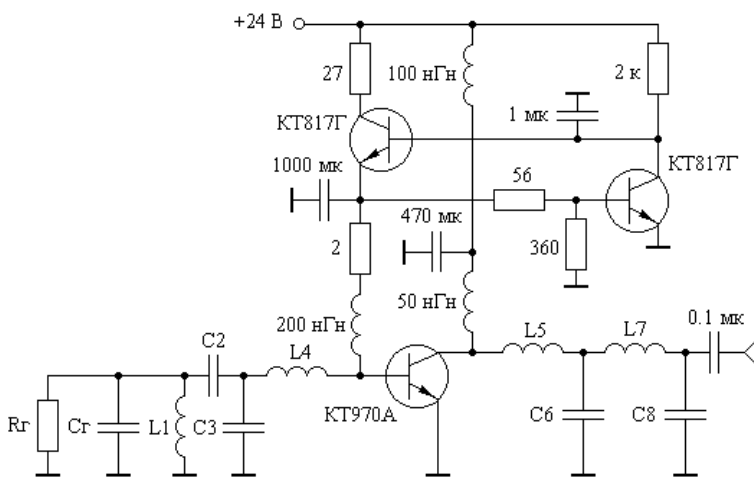 +24 В
27
100 нГн
2 к
КТ817Г
1 мк
1000 мк
КТ817Г
56
470 мк
2
360
200 нГн
50 нГн
C2
L4
L5
L7
0.1 мк
Rг
Cг
L1
C3
КТ970А
C6
C8